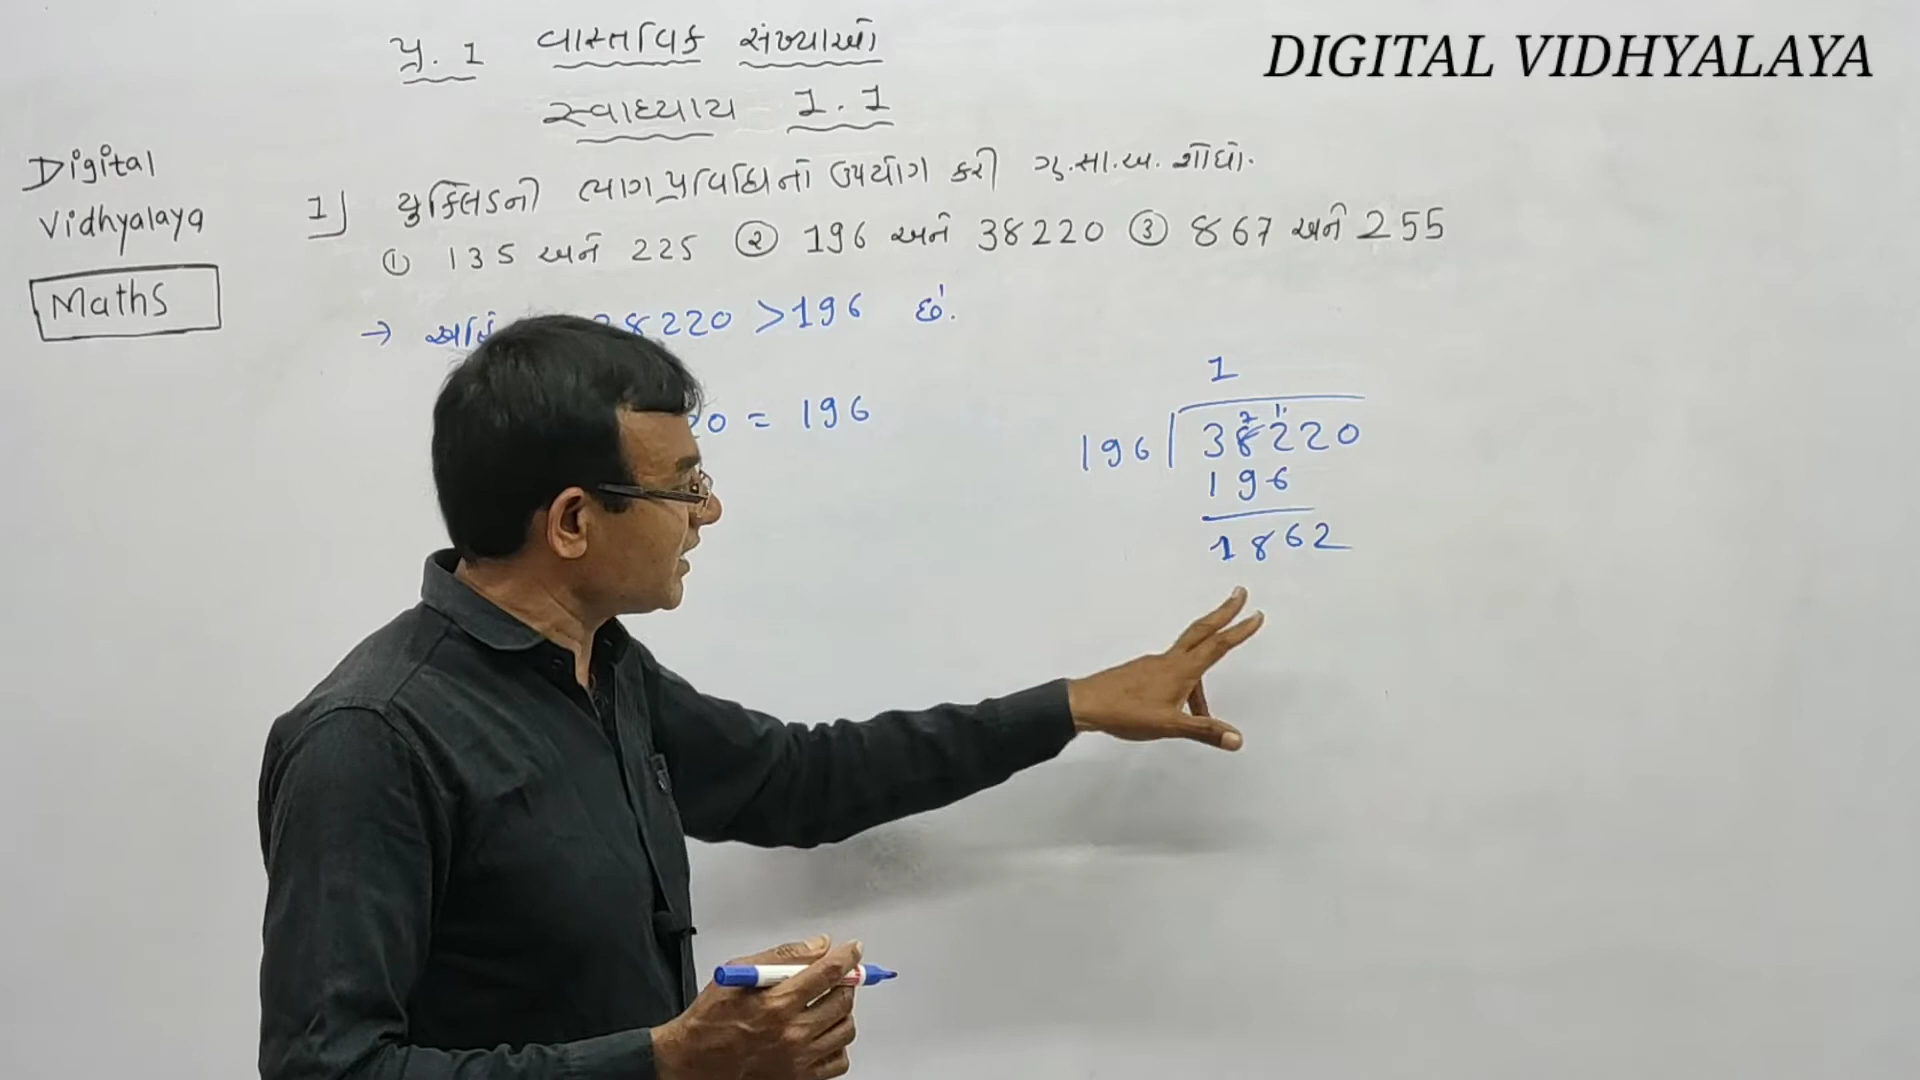 DIGITAL VIDHYALAYA
પ્ર. 1 વાસ્તવિક સંખ્યાઓ
સ્વાધ્યાય 1.1
Digital
Vidhyalaya
Maths
1] યુક્લિડની ભાગ પ્રવિધિનો ઉપયોગ કરી ગુ.સા.અ. શોધો.
① 135 અને 225 ② 196 અને 38220 ③ 867 અને 255
→ 38220 > 196 છે.
20 = 196
1
196 38220
196
1862